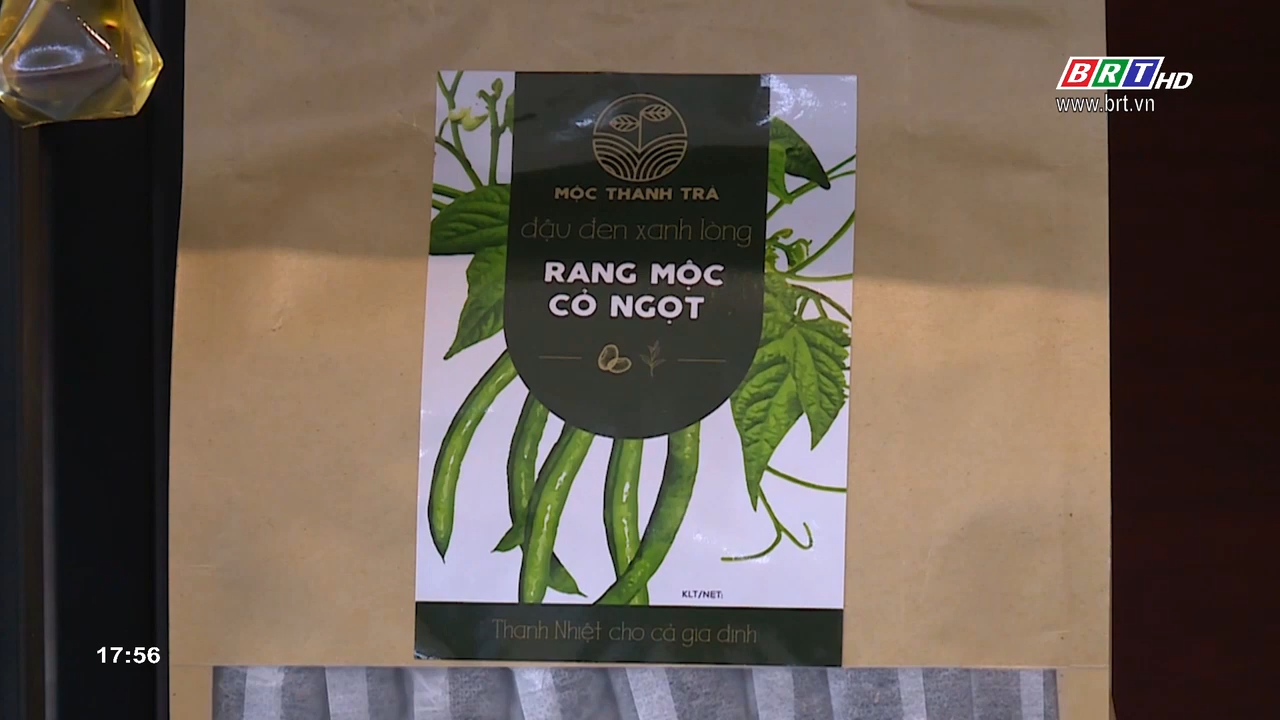 BRT HD
www.brt.vn
MỘC THANH TRÀ
đậu đen xanh lòng
RANG MỘC
CỎ NGỌT
KLT/NET:
Thanh Nhiệt cho cả gia đình
17:56